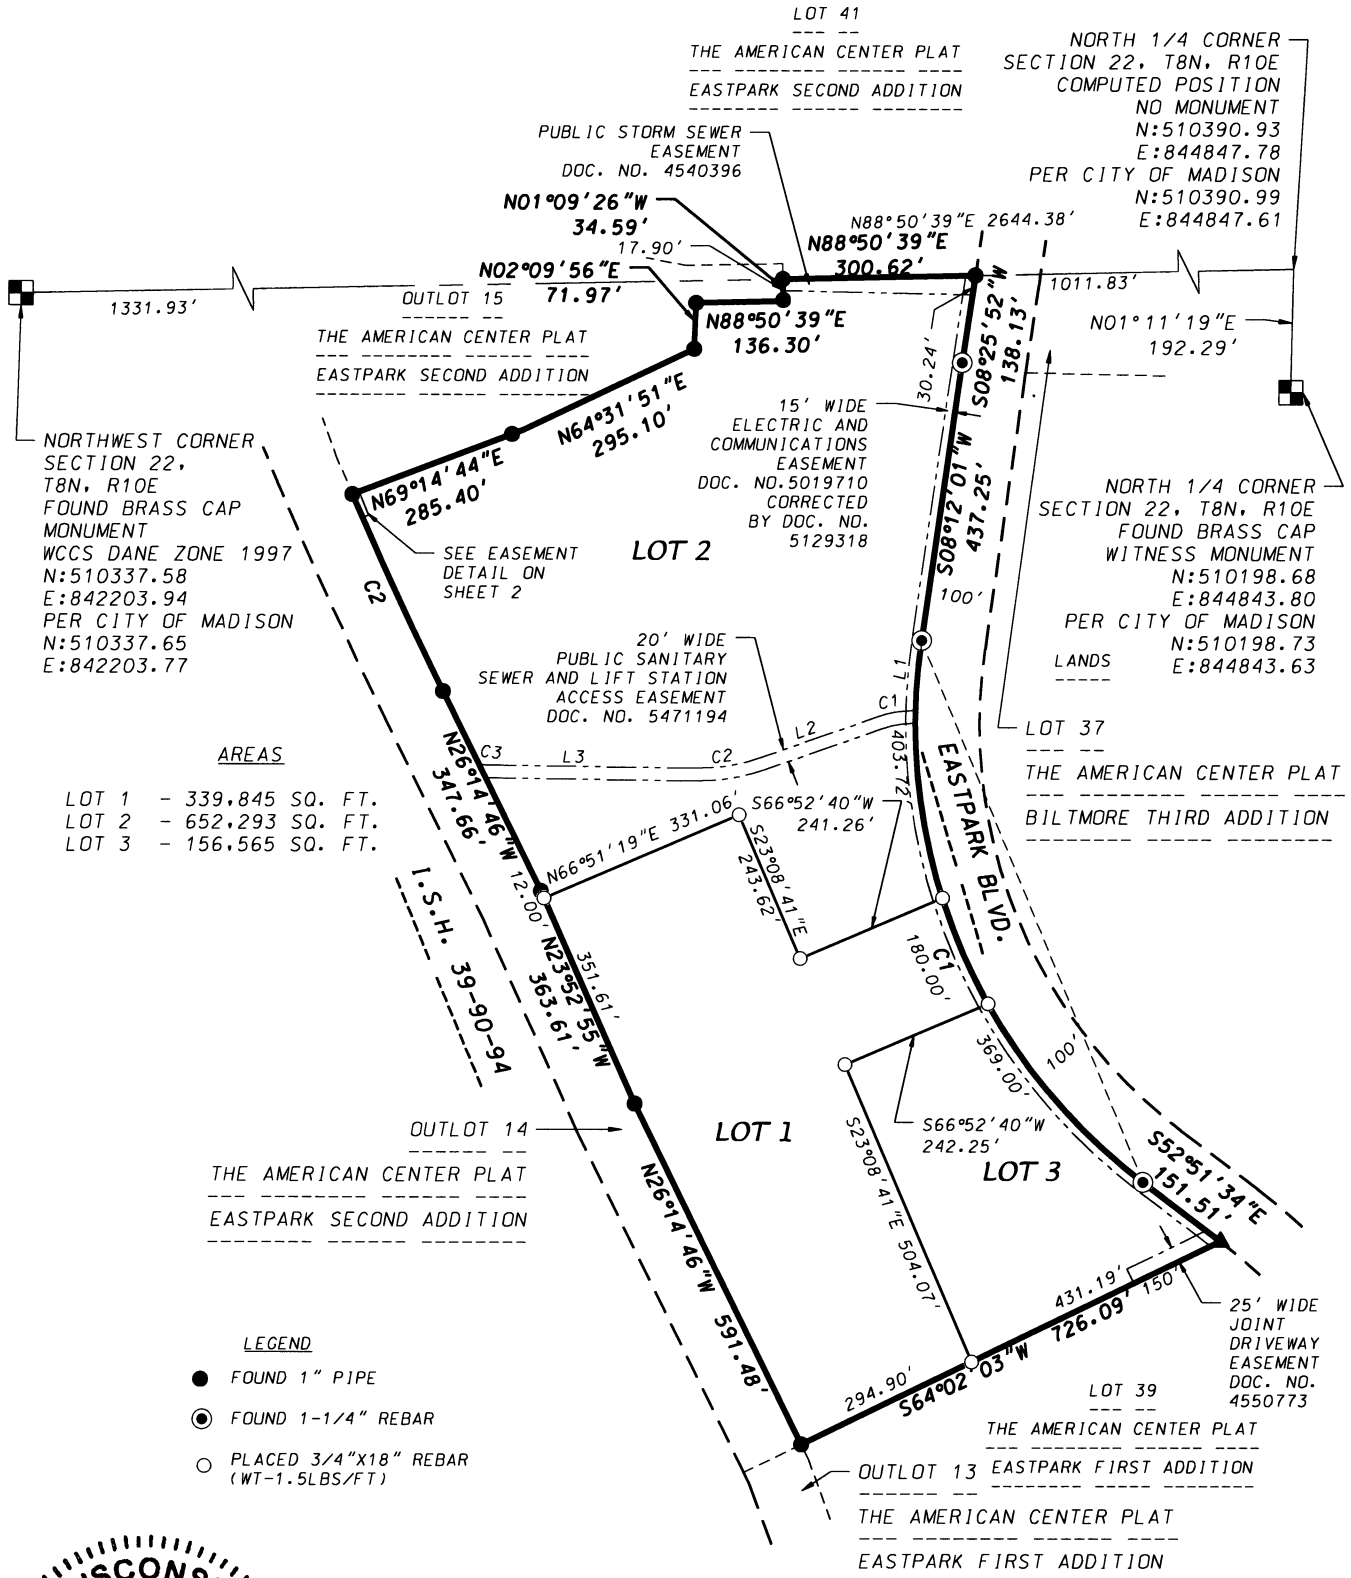 LOT 41
THE AMERICAN CENTER PLAT
EASTPARK SECOND ADDITION
NORTH 1/4 CORNER
SECTION 22, T8N, R10E
COMPUTED POSITION
NO MONUMENT
N:510390.93
E:844847.78
PER CITY OF MADISON
N:510390.99
E:844847.61
PUBLIC STORM SEWER
EASEMENT
DOC. NO. 4540396
N01°09'26"W
34.59'
17.90'
N88°50'39"E 2644.38'
N88°50'39"E
300.62'
N02°09'56"E
71.97'
1331.93'
1011.83'
OUTLOT 15
THE AMERICAN CENTER PLAT
EASTPARK SECOND ADDITION
N88°50'39"E
136.30'
N01°11'19"E
192.29'
S08°25'52"W
138.13'
30.24'
N64°31'51"E
295.10'
15' WIDE
ELECTRIC AND
COMMUNICATIONS
EASEMENT
DOC. NO.5019710
CORRECTED
BY DOC. NO.
5129318
NORTHWEST CORNER
SECTION 22,
T8N, R10E
FOUND BRASS CAP
MONUMENT
WCCS DANE ZONE 1997
N:510337.58
E:842203.94
PER CITY OF MADISON
N:510337.65
E:842203.77
N69°14'44"E
285.40'
S08°12'01"W
437.25'
NORTH 1/4 CORNER
SECTION 22, T8N, R10E
FOUND BRASS CAP
WITNESS MONUMENT
N:510198.68
E:844843.80
PER CITY OF MADISON
N:510198.73
E:844843.63
LANDS
SEE EASEMENT
DETAIL ON
SHEET 2
LOT 2
C2
100'
20' WIDE
PUBLIC SANITARY
SEWER AND LIFT STATION
ACCESS EASEMENT
DOC. NO. 5471194
L1
C1
L2
C2
L3
C3
403.72'
LOT 37
THE AMERICAN CENTER PLAT
BILTMORE THIRD ADDITION
AREAS
LOT 1 - 339,845 SQ. FT.
LOT 2 - 652,293 SQ. FT.
LOT 3 - 156,565 SQ. FT.
N26°14'46"W
347.66'
EASTPARK BLVD.
N66°51'19"E 331.06'
S66°52'40"W
241.26'
S23°08'41"E
243.62'
12.00'
I.S.H. 39-90-94
N23°52'55"W
363.61'
351.61'
C1
180.00'
369.00'
100'
S66°52'40"W
242.25'
LOT 1
LOT 3
S23°08'41"E 504.07'
OUTLOT 14
THE AMERICAN CENTER PLAT
EASTPARK SECOND ADDITION
S52°51'34"E
151.51'
N26°14'46"W 591.48'
431.19'
150'
726.09'
S64°02'03"W
294.90'
25' WIDE
JOINT
DRIVEWAY
EASEMENT
DOC. NO.
4550773
LEGEND
FOUND 1" PIPE
FOUND 1-1/4" REBAR
PLACED 3/4"X18" REBAR
(WT-1.5LBS/FT)
LOT 39
THE AMERICAN CENTER PLAT
EASTPARK FIRST ADDITION
OUTLOT 13
THE AMERICAN CENTER PLAT
EASTPARK FIRST ADDITION